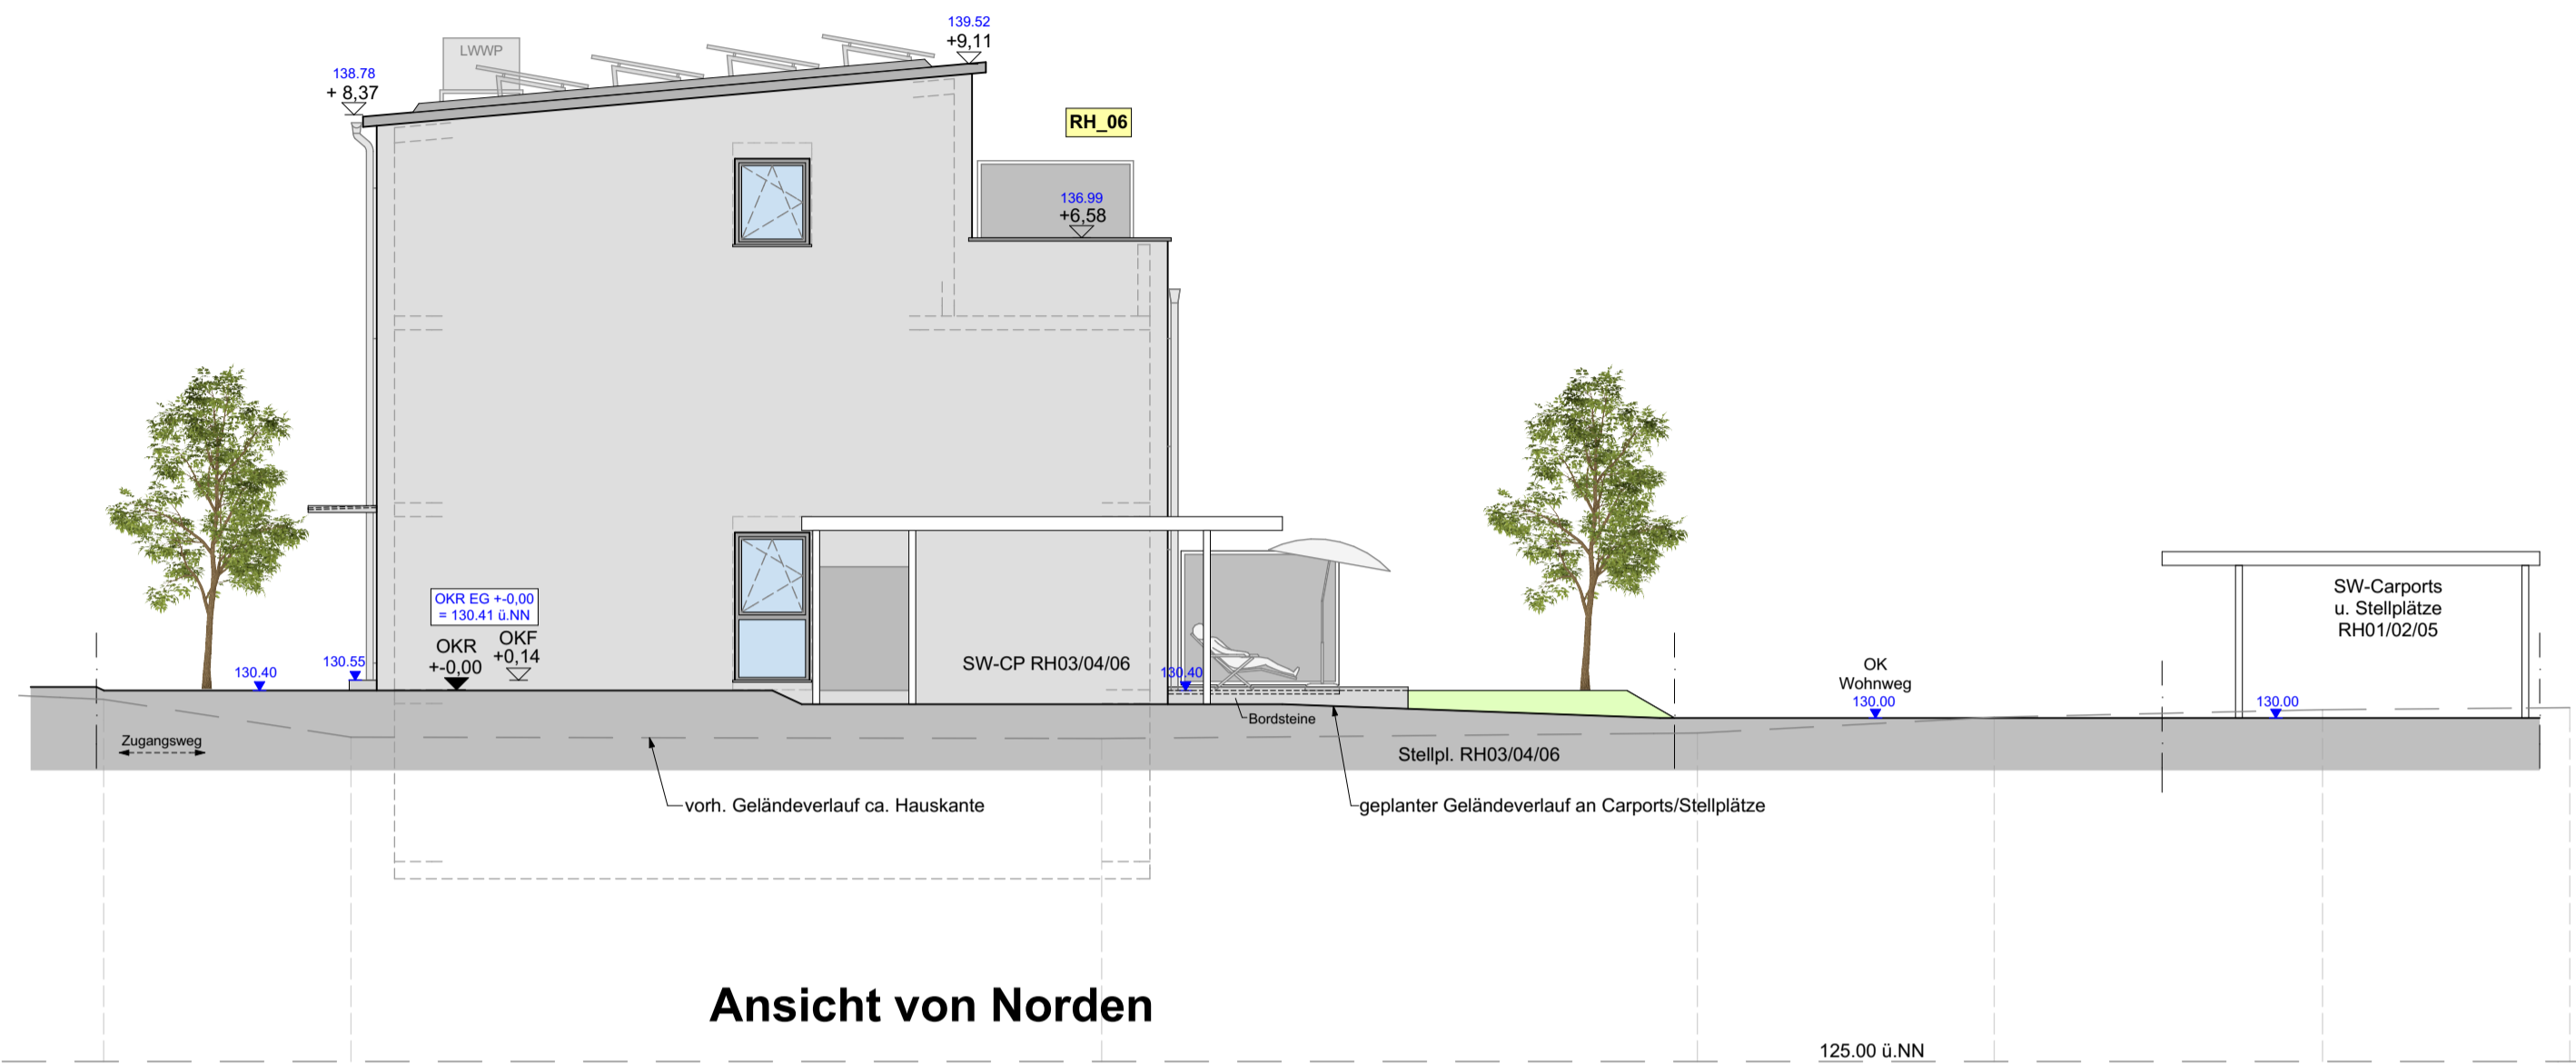 139.52
+9,11
LWWP
138.78
+ 8,37
RH_06
136.99
+6,58
OKR EG +-0,00
= 130.41 ü.NN
OKR
+-0,00
OKF
+0,14
130.40
130.55
SW-CP RH03/04/06
130.40
Bordsteine
SW-Carports
u. Stellplätze
RH01/02/05
OK
Wohnweg
130.00
130.00
Zugangsweg
Stellpl. RH03/04/06
vorh. Geländeverlauf ca. Hauskante
geplanter Geländeverlauf an Carports/Stellplätze
Ansicht von Norden
125.00 ü.NN